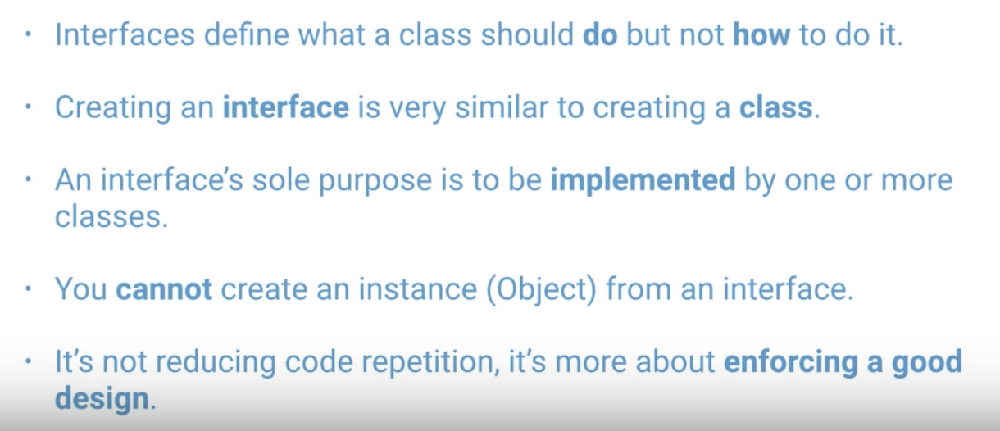 • Interfaces define what a class should do but not how to do it.
• Creating an interface is very similar to creating a class.
• An interface’s sole purpose is to be implemented by one or more
classes.
• You cannot create an instance (Object) from an interface.
• It’s not reducing code repetition, it’s more about enforcing a good
design.